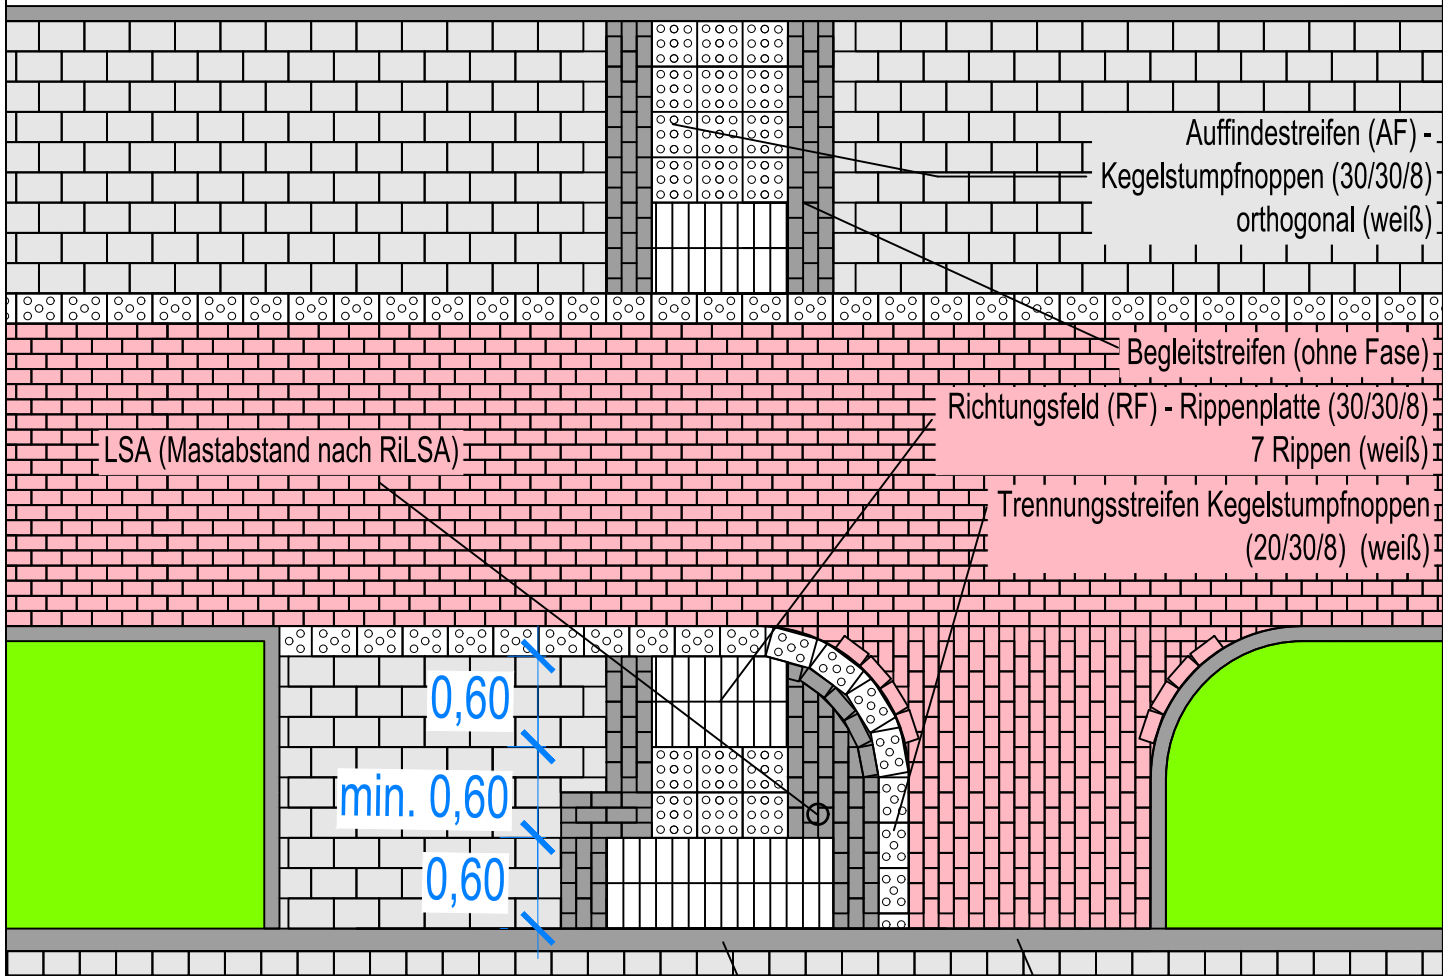 Auffindestreifen (AF) -
Kegelstumpfnoppen (30/30/8)
orthogonal (weiß)
Begleitstreifen (ohne Fase)
Richtungsfeld (RF) - Rippenplatte (30/30/8)
7 Rippen (weiß)
LSA (Mastabstand nach RiLSA)
Trennungsstreifen Kegelstumpfnoppen
(20/30/8) (weiß)
0,60
min. 0,60
0,60